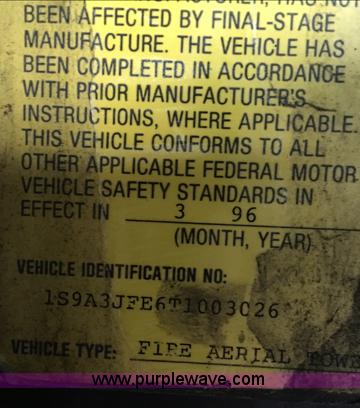 BEEN AFFECTED BY FINAL-STAGE
MANUFACTURE. THE VEHICLE HAS
BEEN COMPLETED IN ACCORDANCE
WITH PRIOR MANUFACTURER'S
INSTRUCTIONS, WHERE APPLICABLE.
THIS VEHICLE CONFORMS TO ALL
OTHER APPLICABLE FEDERAL MOTOR
VEHICLE SAFETY STANDARDS IN
EFFECT IN 3 96
(MONTH, YEAR)
VEHICLE IDENTIFICATION NO:
1S9A3JFE6T1003026
VEHICLE TYPE: FIRE AERIAL
www.purplewave.com